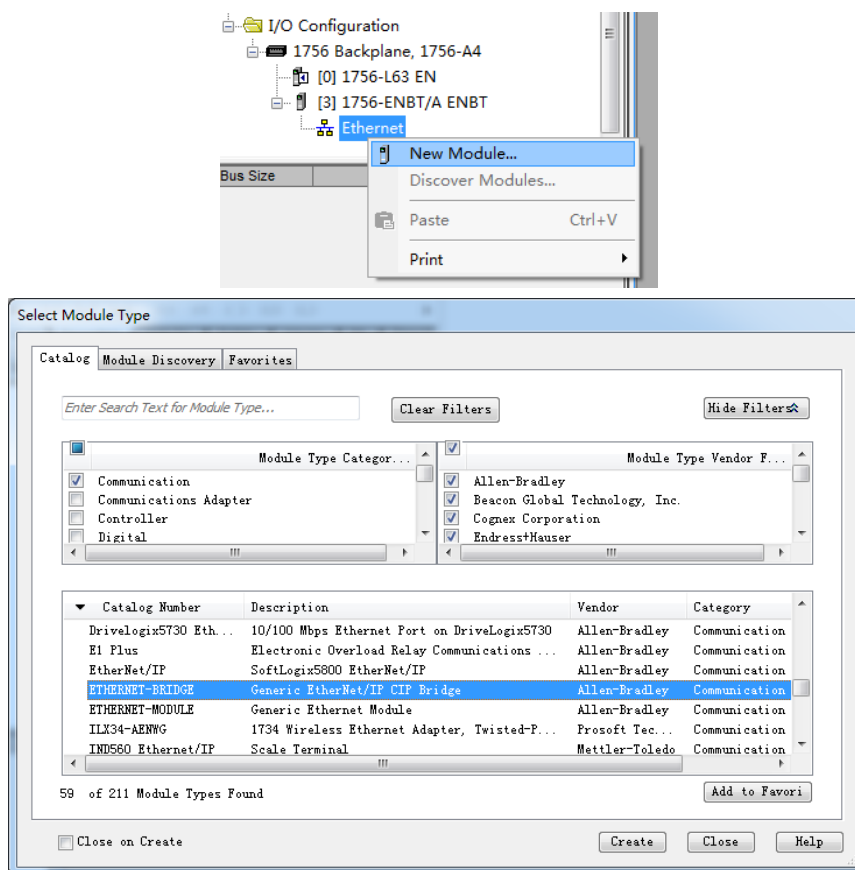 I/O Configuration
1756 Backplane, 1756-A4
[0] 1756-L63 EN
[3] 1756-ENBT/A ENBT
Ethernet
New Module...
Bus Size
Discover Modules...
Paste Ctrl+V
Print
Select Module Type
Catalog Module Discovery Favorites
Enter Search Text for Module Type... Clear Filters Hide Filters
Module Type Categor... Module Type Vendor F...
Communication Allen-Bradley
Communications Adapter Beacon Global Technology, Inc.
Controller Cognex Corporation
Digital Endress+Hauser
Catalog Number Description Vendor Category
Drivelogix5730 Eth... 10/100 Mbps Ethernet Port on DriveLogix5730 Allen-Bradley Communication
E1 Plus Electronic Overload Relay Communications ... Allen-Bradley Communication
EtherNet/IP SoftLogix5800 EtherNet/IP Allen-Bradley Communication
ETHERNET-BRIDGE Generic EtherNet/IP CIP Bridge Allen-Bradley Communication
ETHERNET-MODULE Generic Ethernet Module Allen-Bradley Communication
ILX34-AENWG 1734 Wireless Ethernet Adapter, Twisted-P... Prosoft Tec... Communication
IND560 Ethernet/IP Scale Terminal Mettler-Toledo Communication
59 of 211 Module Types Found Add to Favori
Close on Create Create Close Help